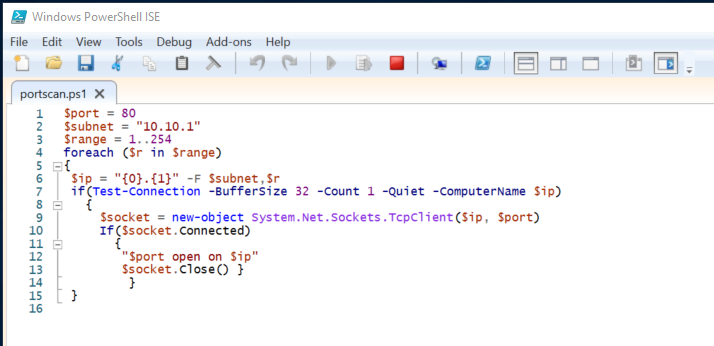 Windows PowerShell ISE
File Edit View Tools Debug Add-ons Help
portscan.ps1 X
1 $port = 80
2 $subnet = "10.10.1"
3 $range = 1..254
4 foreach ($r in $range)
5 {
6 $ip = "{0}.{1}" -F $subnet,$r
7 if(Test-Connection -BufferSize 32 -Count 1 -Quiet -ComputerName $ip)
8 {
9 $socket = new-object System.Net.Sockets.TcpClient($ip, $port)
10 If($socket.Connected)
11 {
12 "$port open on $ip"
13 $socket.Close() }
14 }
15 }
16